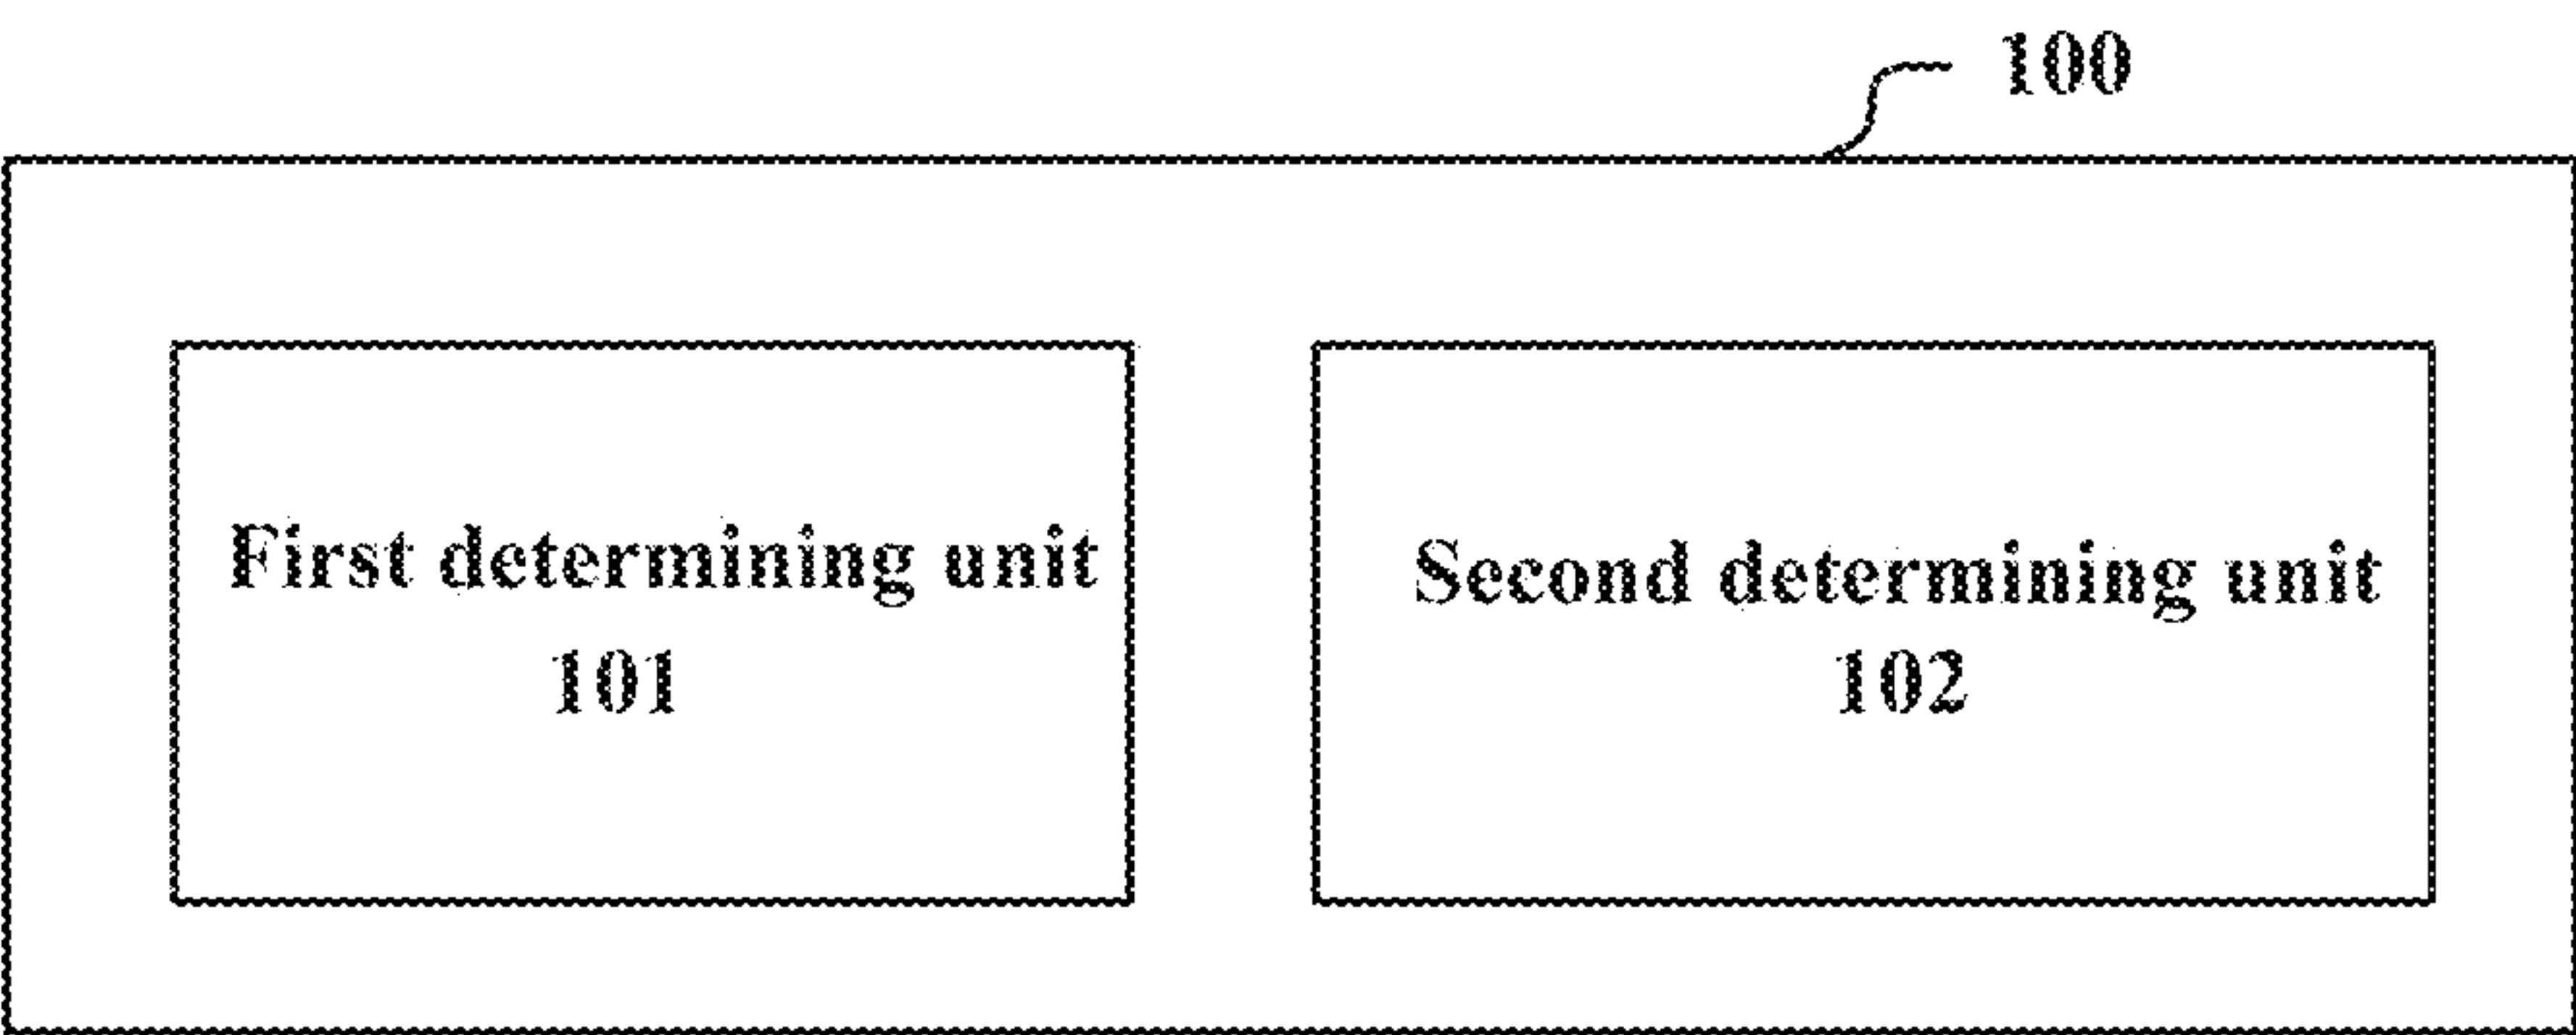 100
First determining unit
101
Second determining unit
102